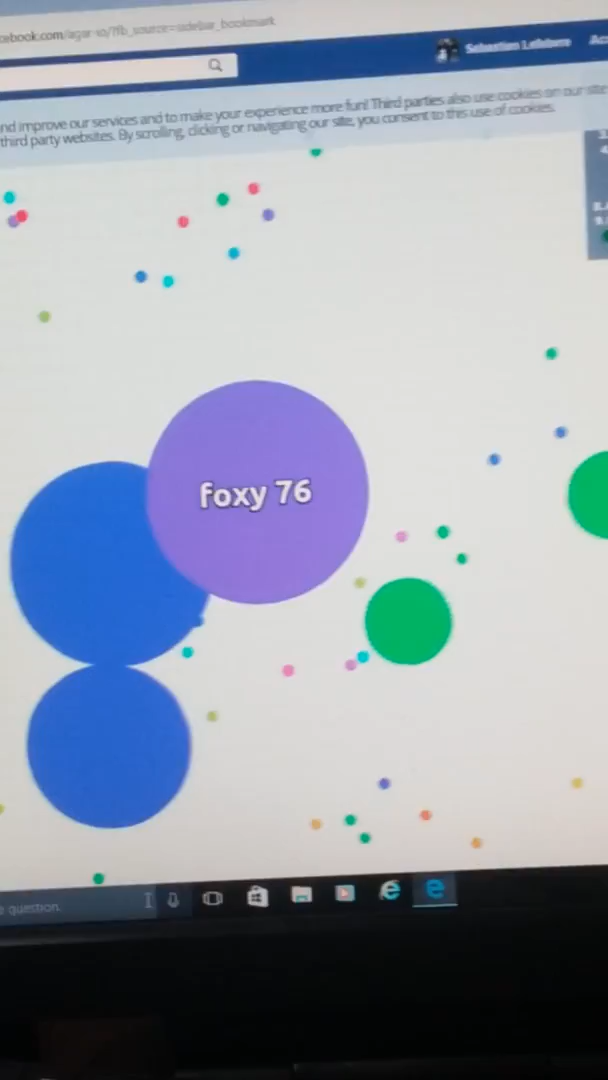 cebook.com/agar-io/?fb_source=sidebar_bookmark
Sebastien Lefebvre
nd improve our services and to make your experience more fun! Third parties also use cookies on our site
third party websites. By scrolling, clicking or navigating our site, you consent to this use of cookies.
foxy 76
question.